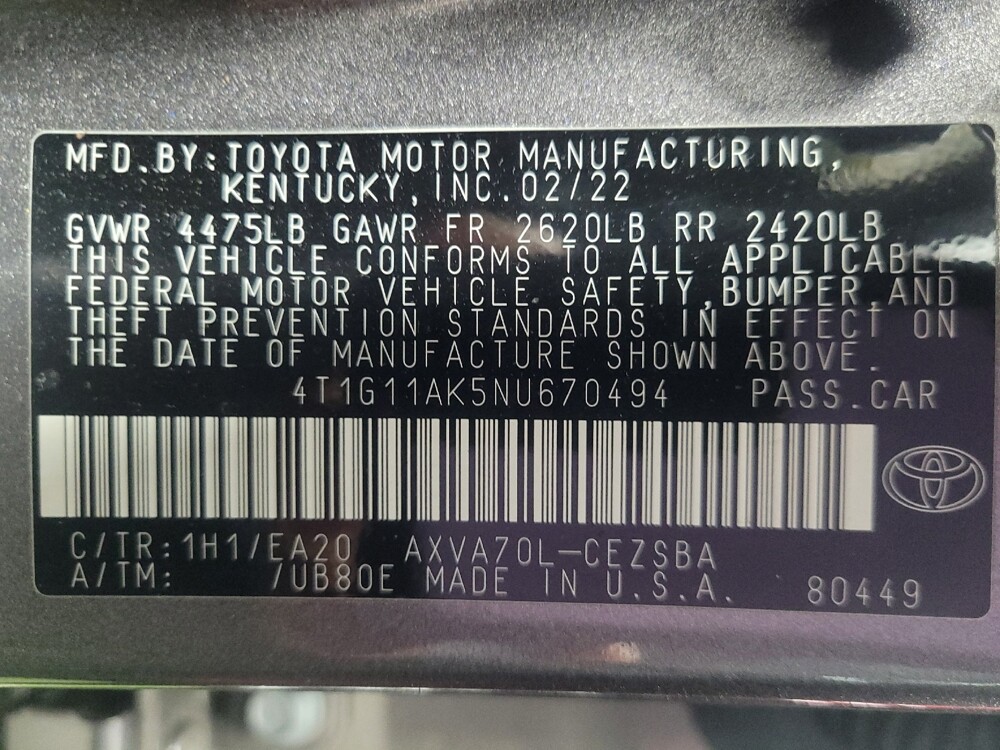 MFD.BY:TOYOTA MOTOR MANUFACTURING,
KENTUCKY, INC. 02/22
GVWR 4475LB GAWR FR 2620LB RR 2420LB
THIS VEHICLE CONFORMS TO ALL APPLICABLE
FEDERAL MOTOR VEHICLE SAFETY,BUMPER,AND
THEFT PREVENTION STANDARDS IN EFFECT ON
THE DATE OF MANUFACTURE SHOWN ABOVE.
4T1G11AK5NU670494 PASS.CAR
C/TR:1H1/EA20 AXVA70L-CEZSBA
A/TM: /UB80E MADE IN U.S.A. 80449